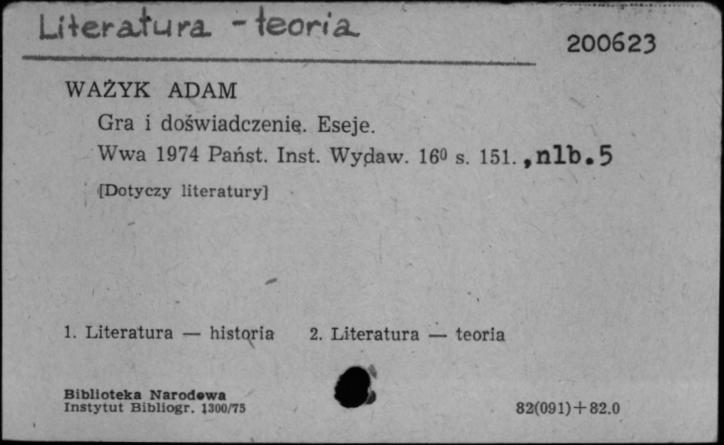 Literatura - teoria
200623
WAŻYK ADAM
Gra i doświadczenie. Eseje.
Wwa 1974 Państ. Inst. Wydaw. 16⁰ s. 151. ,nlb.5
[Dotyczy literatury]
1. Literatura — historia 2. Literatura — teoria
Biblioteka Narodowa
Instytut Bibliogr. 1300/75
82(091)+82.0